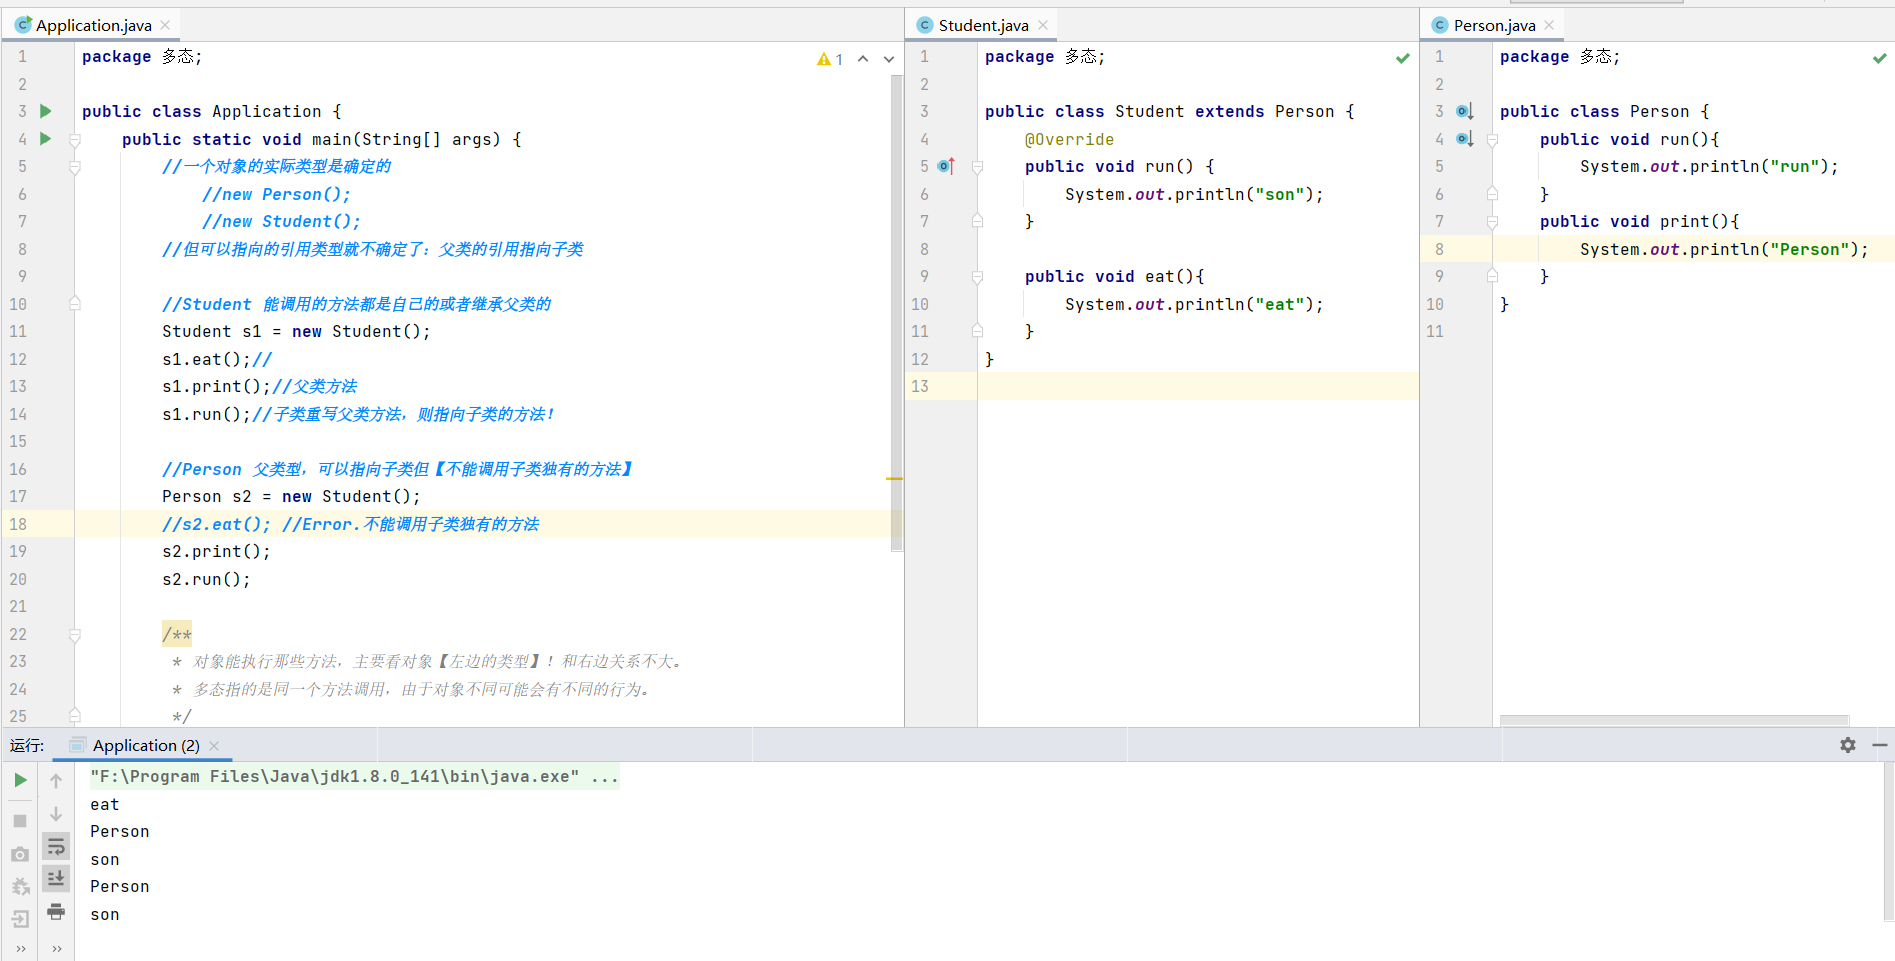 Application.java
1 package 多态;
2
3 public class Application {
4 public static void main(String[] args) {
5 //一个对象的实际类型是确定的
6 //new Person();
7 //new Student();
8 //但可以指向的引用类型就不确定了：父类的引用指向子类
9
10 //Student 能调用的方法都是自己的或者继承父类的
11 Student s1 = new Student();
12 s1.eat();//
13 s1.print();//父类方法
14 s1.run();//子类重写父类方法，则指向子类的方法！
15
16 //Person 父类型，可以指向子类但【不能调用子类独有的方法】
17 Person s2 = new Student();
18 //s2.eat(); //Error.不能调用子类独有的方法
19 s2.print();
20 s2.run();
21
22 /**
23 * 对象能执行那些方法，主要看对象【左边的类型】！和右边关系不大。
24 * 多态指的是同一个方法调用，由于对象不同可能会有不同的行为。
25 */
1
Student.java
1 package 多态;
2
3 public class Student extends Person {
4 @Override
5 public void run() {
6 System.out.println("son");
7 }
8
9 public void eat(){
10 System.out.println("eat");
11 }
12 }
13
Person.java
1 package 多态;
2
3 public class Person {
4 public void run(){
5 System.out.println("run");
6 }
7 public void print(){
8 System.out.println("Person");
9 }
10 }
11
运行: Application (2)
"F:\Program Files\Java\jdk1.8.0_141\bin\java.exe" ...
eat
Person
son
Person
son